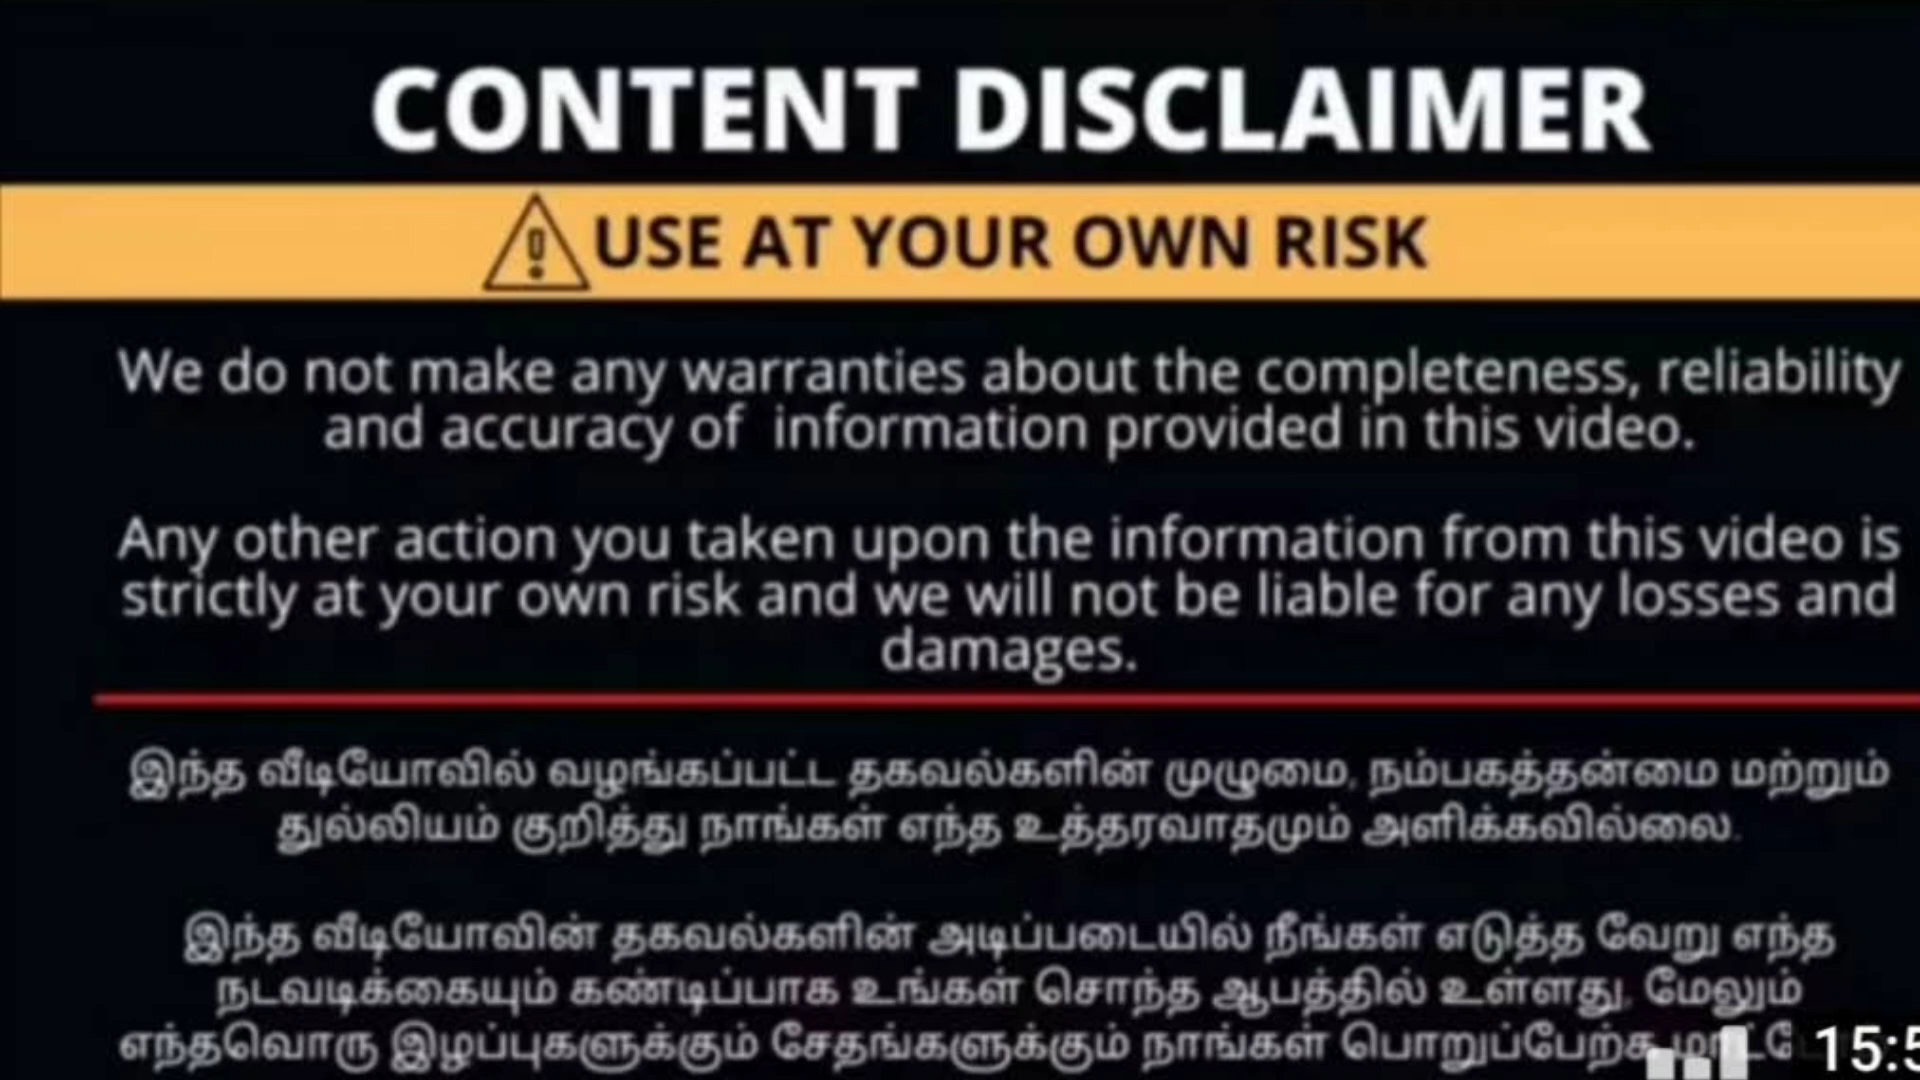 CONTENT DISCLAIMER
USE AT YOUR OWN RISK
We do not make any warranties about the completeness, reliability
and accuracy of information provided in this video.
Any other action you taken upon the information from this video is
strictly at your own risk and we will not be liable for any losses and
damages.
இந்த வீடியோவில் வழங்கப்பட்ட தகவல்களின் முழுமை, நம்பகத்தன்மை மற்றும்
துல்லியம் குறித்து நாங்கள் எந்த உத்தரவாதமும் அளிக்கவில்லை.
இந்த வீடியோவின் தகவல்களின் அடிப்படையில் நீங்கள் எடுத்த வேறு எந்த
நடவடிக்கையும் கண்டிப்பாக உங்கள் சொந்த ஆபத்தில் உள்ளது, மேலும்
எந்தவொரு இழப்புகளுக்கும் சேதங்களுக்கும் நாங்கள் பொறுப்பேற்க